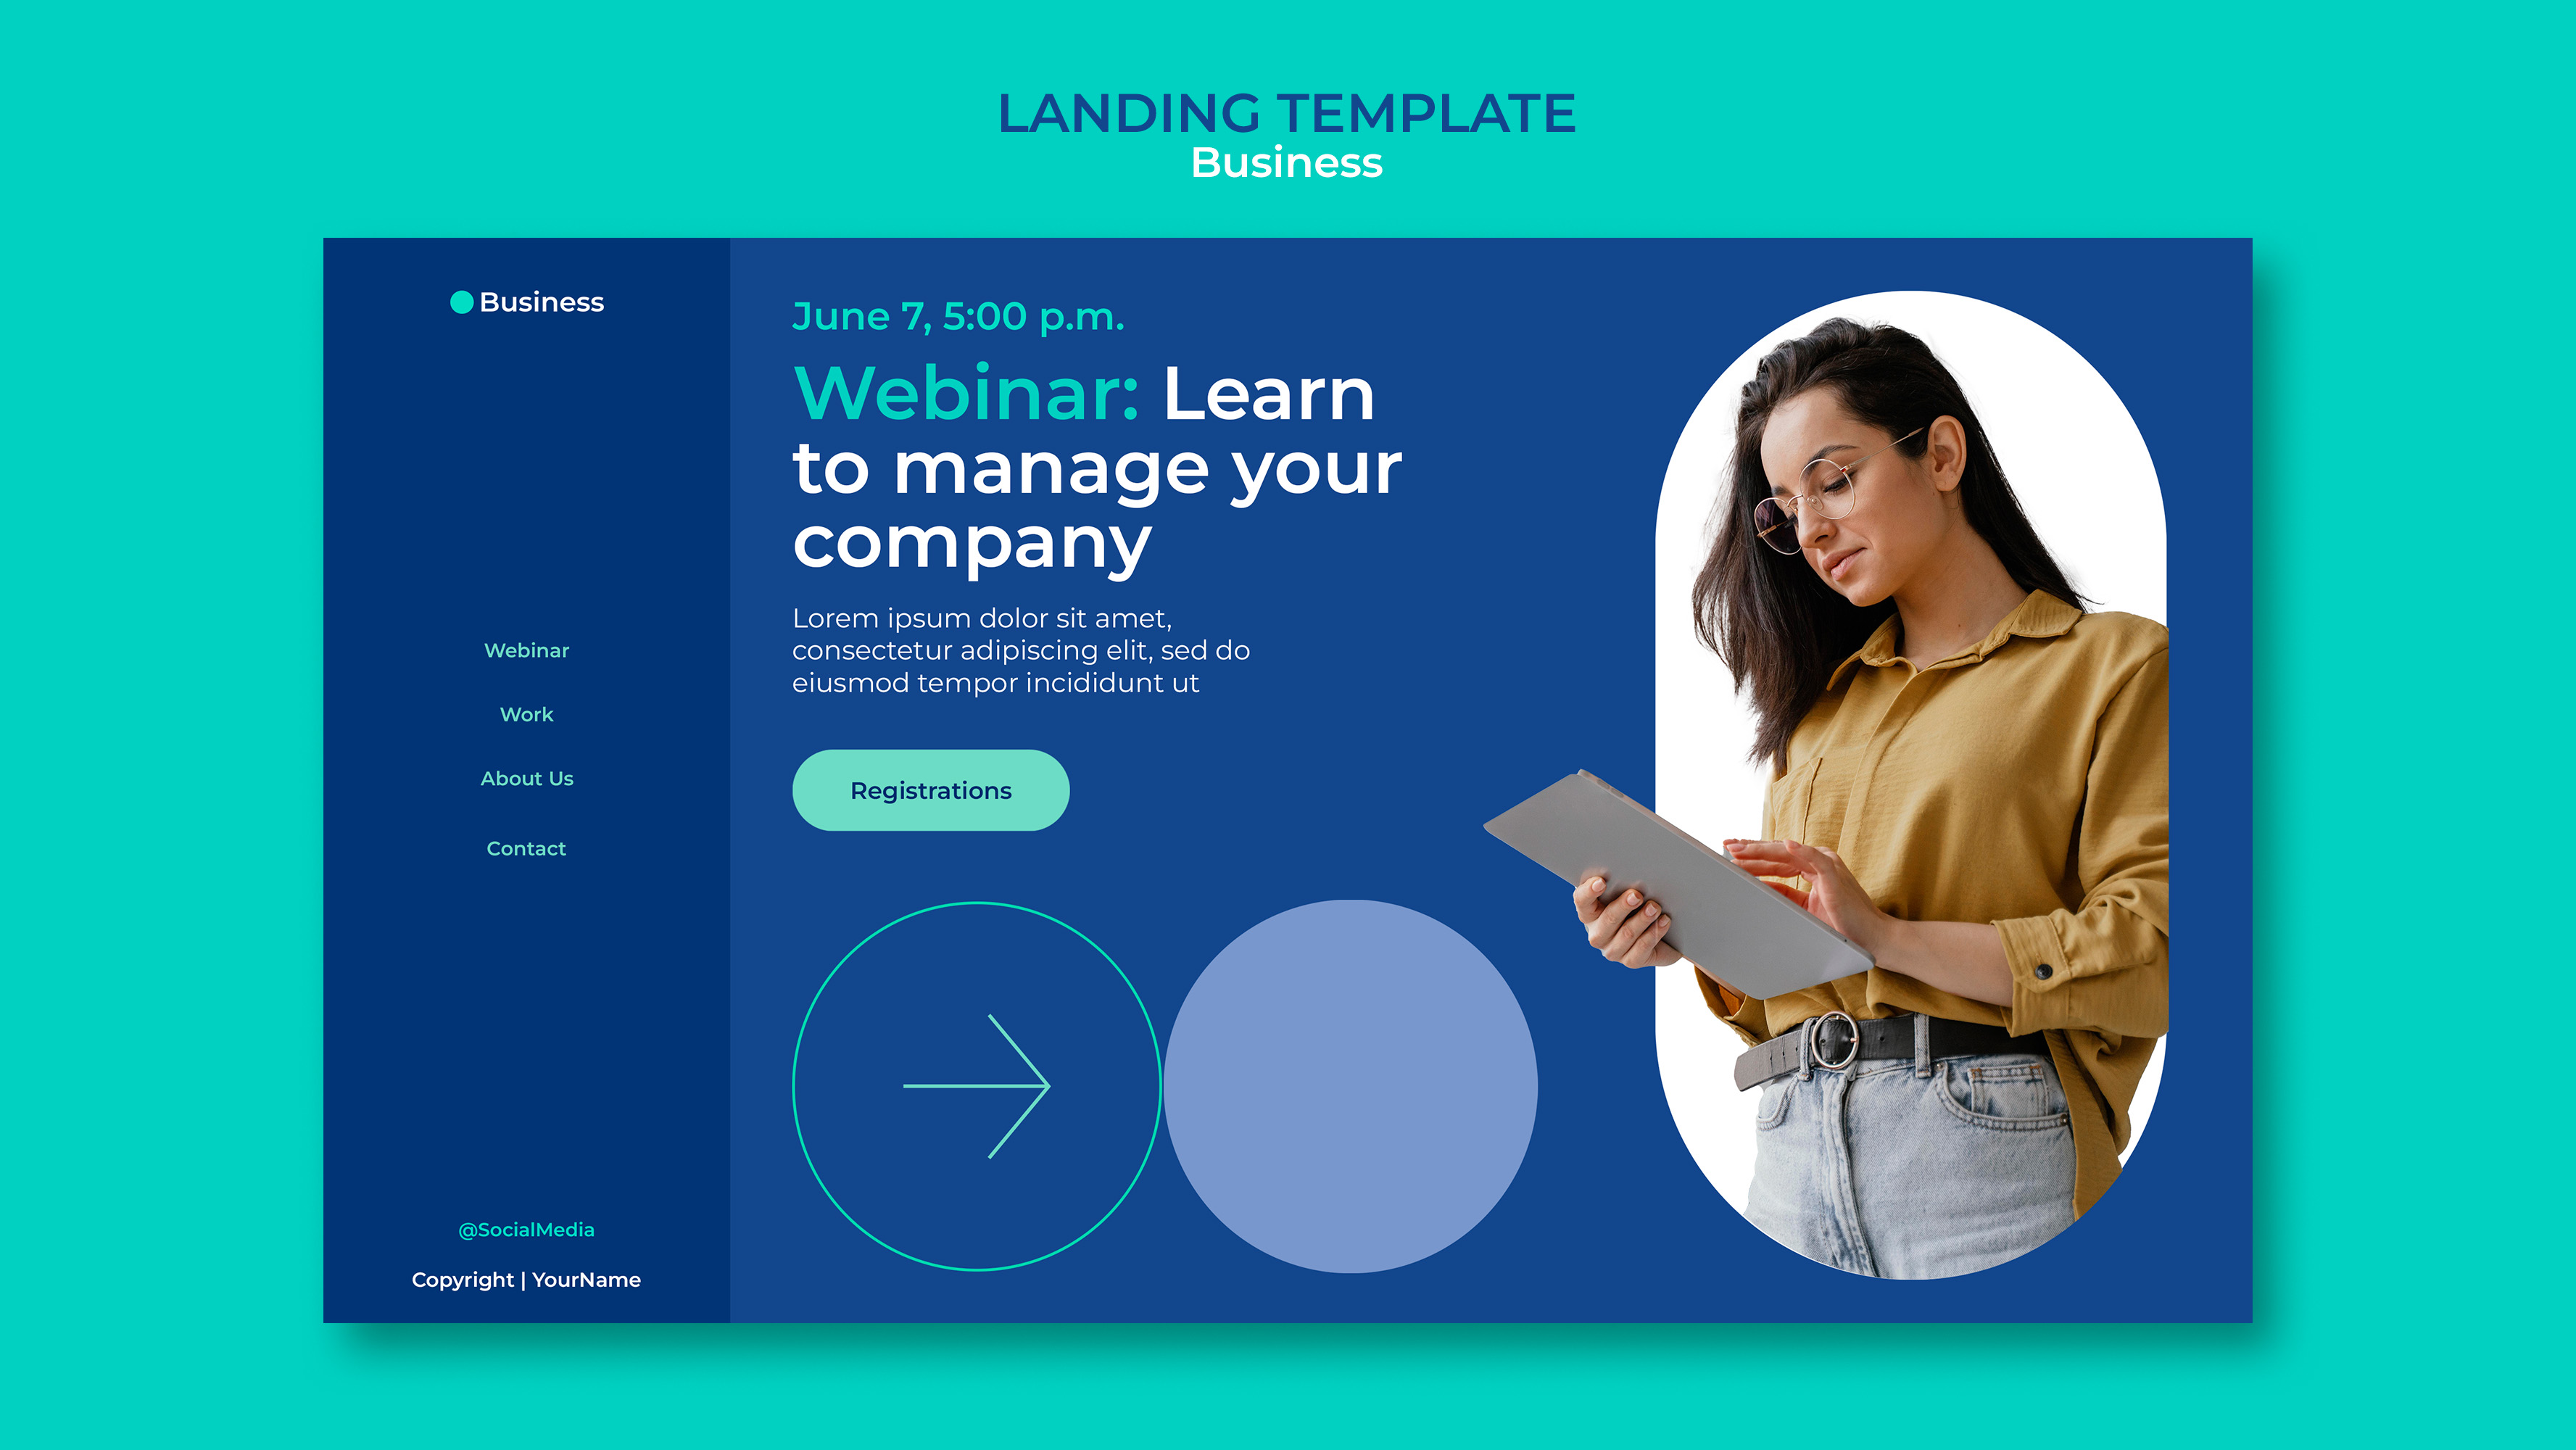 LANDING TEMPLATE
Business
Business
Webinar
Work
About Us
Contact
@SocialMedia
Copyright | YourName
June 7, 5:00 p.m.
Webinar: Learn
to manage your
company
Lorem ipsum dolor sit amet,
consectetur adipiscing elit, sed do
eiusmod tempor incididunt ut
Registrations